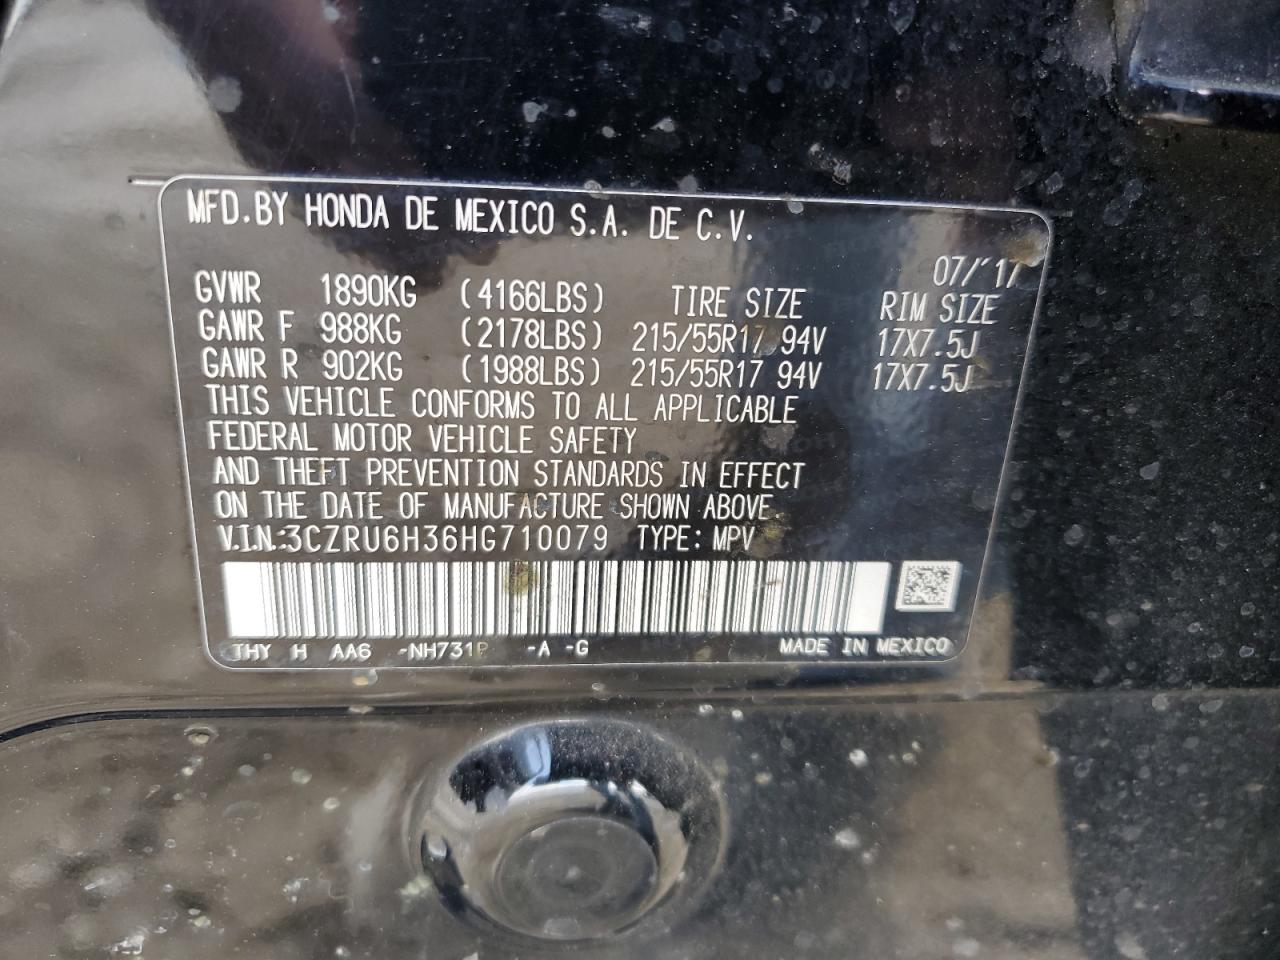 MFD.BY HONDA DE MEXICO S.A. DE C.V.
07/'17
GVWR 1890KG (4166LBS) TIRE SIZE RIM SIZE
GAWR F 988KG (2178LBS) 215/55R17 94V 17X7.5J
GAWR R 902KG (1988LBS) 215/55R17 94V 17X7.5J
THIS VEHICLE CONFORMS TO ALL APPLICABLE
FEDERAL MOTOR VEHICLE SAFETY
AND THEFT PREVENTION STANDARDS IN EFFECT
ON THE DATE OF MANUFACTURE SHOWN ABOVE.
V.I.N.:3CZRU6H36HG710079 TYPE: MPV
THY H AA6 -NH731P -A -G MADE IN MEXICO